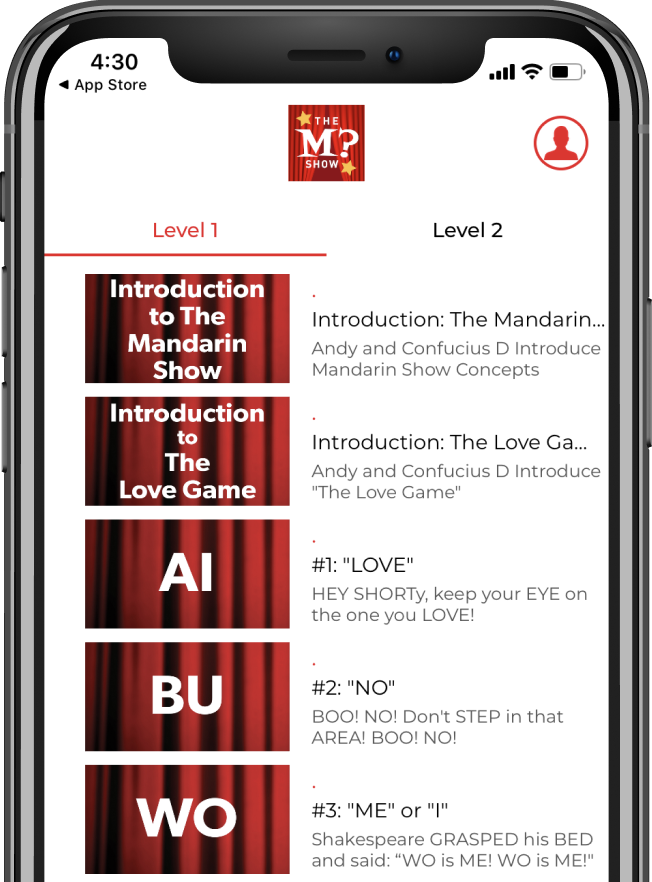 4:30
◀ App Store
THE
M?
SHOW
Level 1
Level 2
Introduction
to The
Mandarin
Show
.
Introduction: The Mandarin...
Andy and Confucius D Introduce
Mandarin Show Concepts
Introduction
to
The
Love Game
.
Introduction: The Love Ga...
Andy and Confucius D Introduce
"The Love Game"
AI
.
#1: "LOVE"
HEY SHORTy, keep your EYE on
the one you LOVE!
BU
.
#2: "NO"
BOO! NO! Don't STEP in that
AREA! BOO! NO!
WO
.
#3: "ME" or "I"
Shakespeare GRASPED his BED
and said: “WO is ME! WO is ME!"